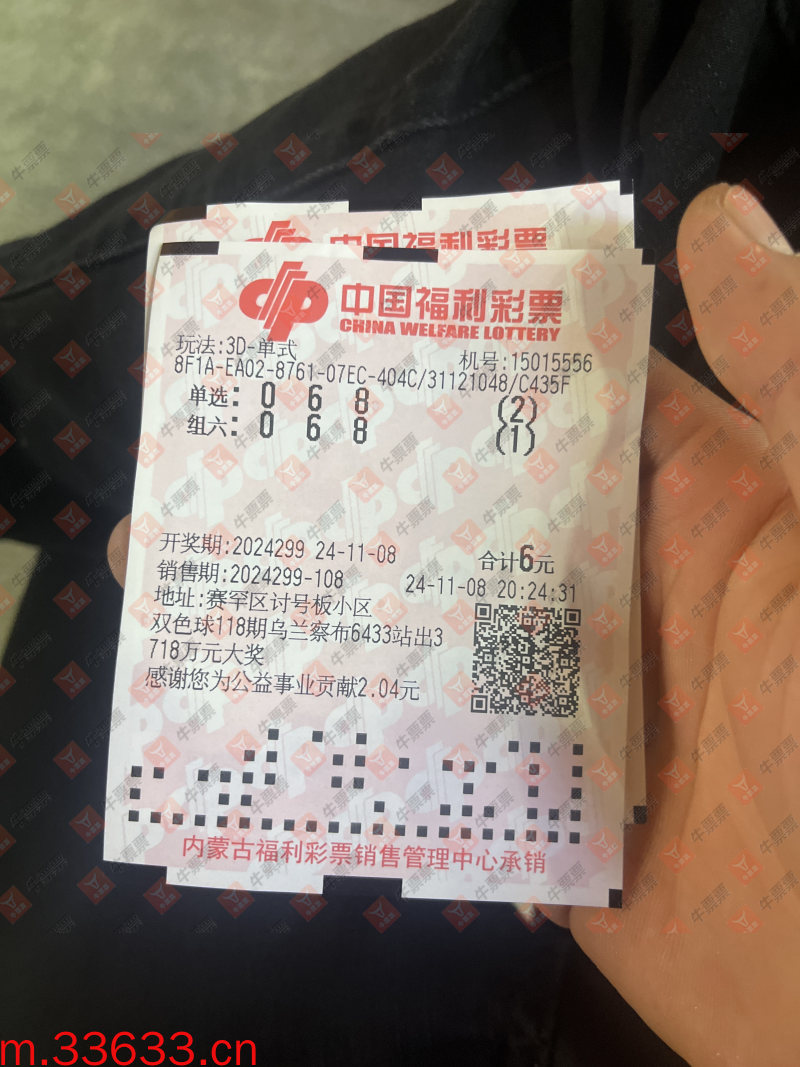 中国福利彩票
中国福利彩票
CHINA WELFARE LOTTERY
玩法:3D-单式
机号:15015556
8F1A-EA02-8761-07EC-404C/31121048/C435F
单选: 0 6 8 (2)
组六: 0 6 8 (1)
开奖期:2024299 24-11-08
合计6元
销售期:2024299-108
24-11-08 20:24:31
地址:赛罕区讨号板小区
双色球118期乌兰察布6433站出3
718万元大奖
感谢您为公益事业贡献2.04元
内蒙古福利彩票销售管理中心承销
牛票票
m.33633.cn